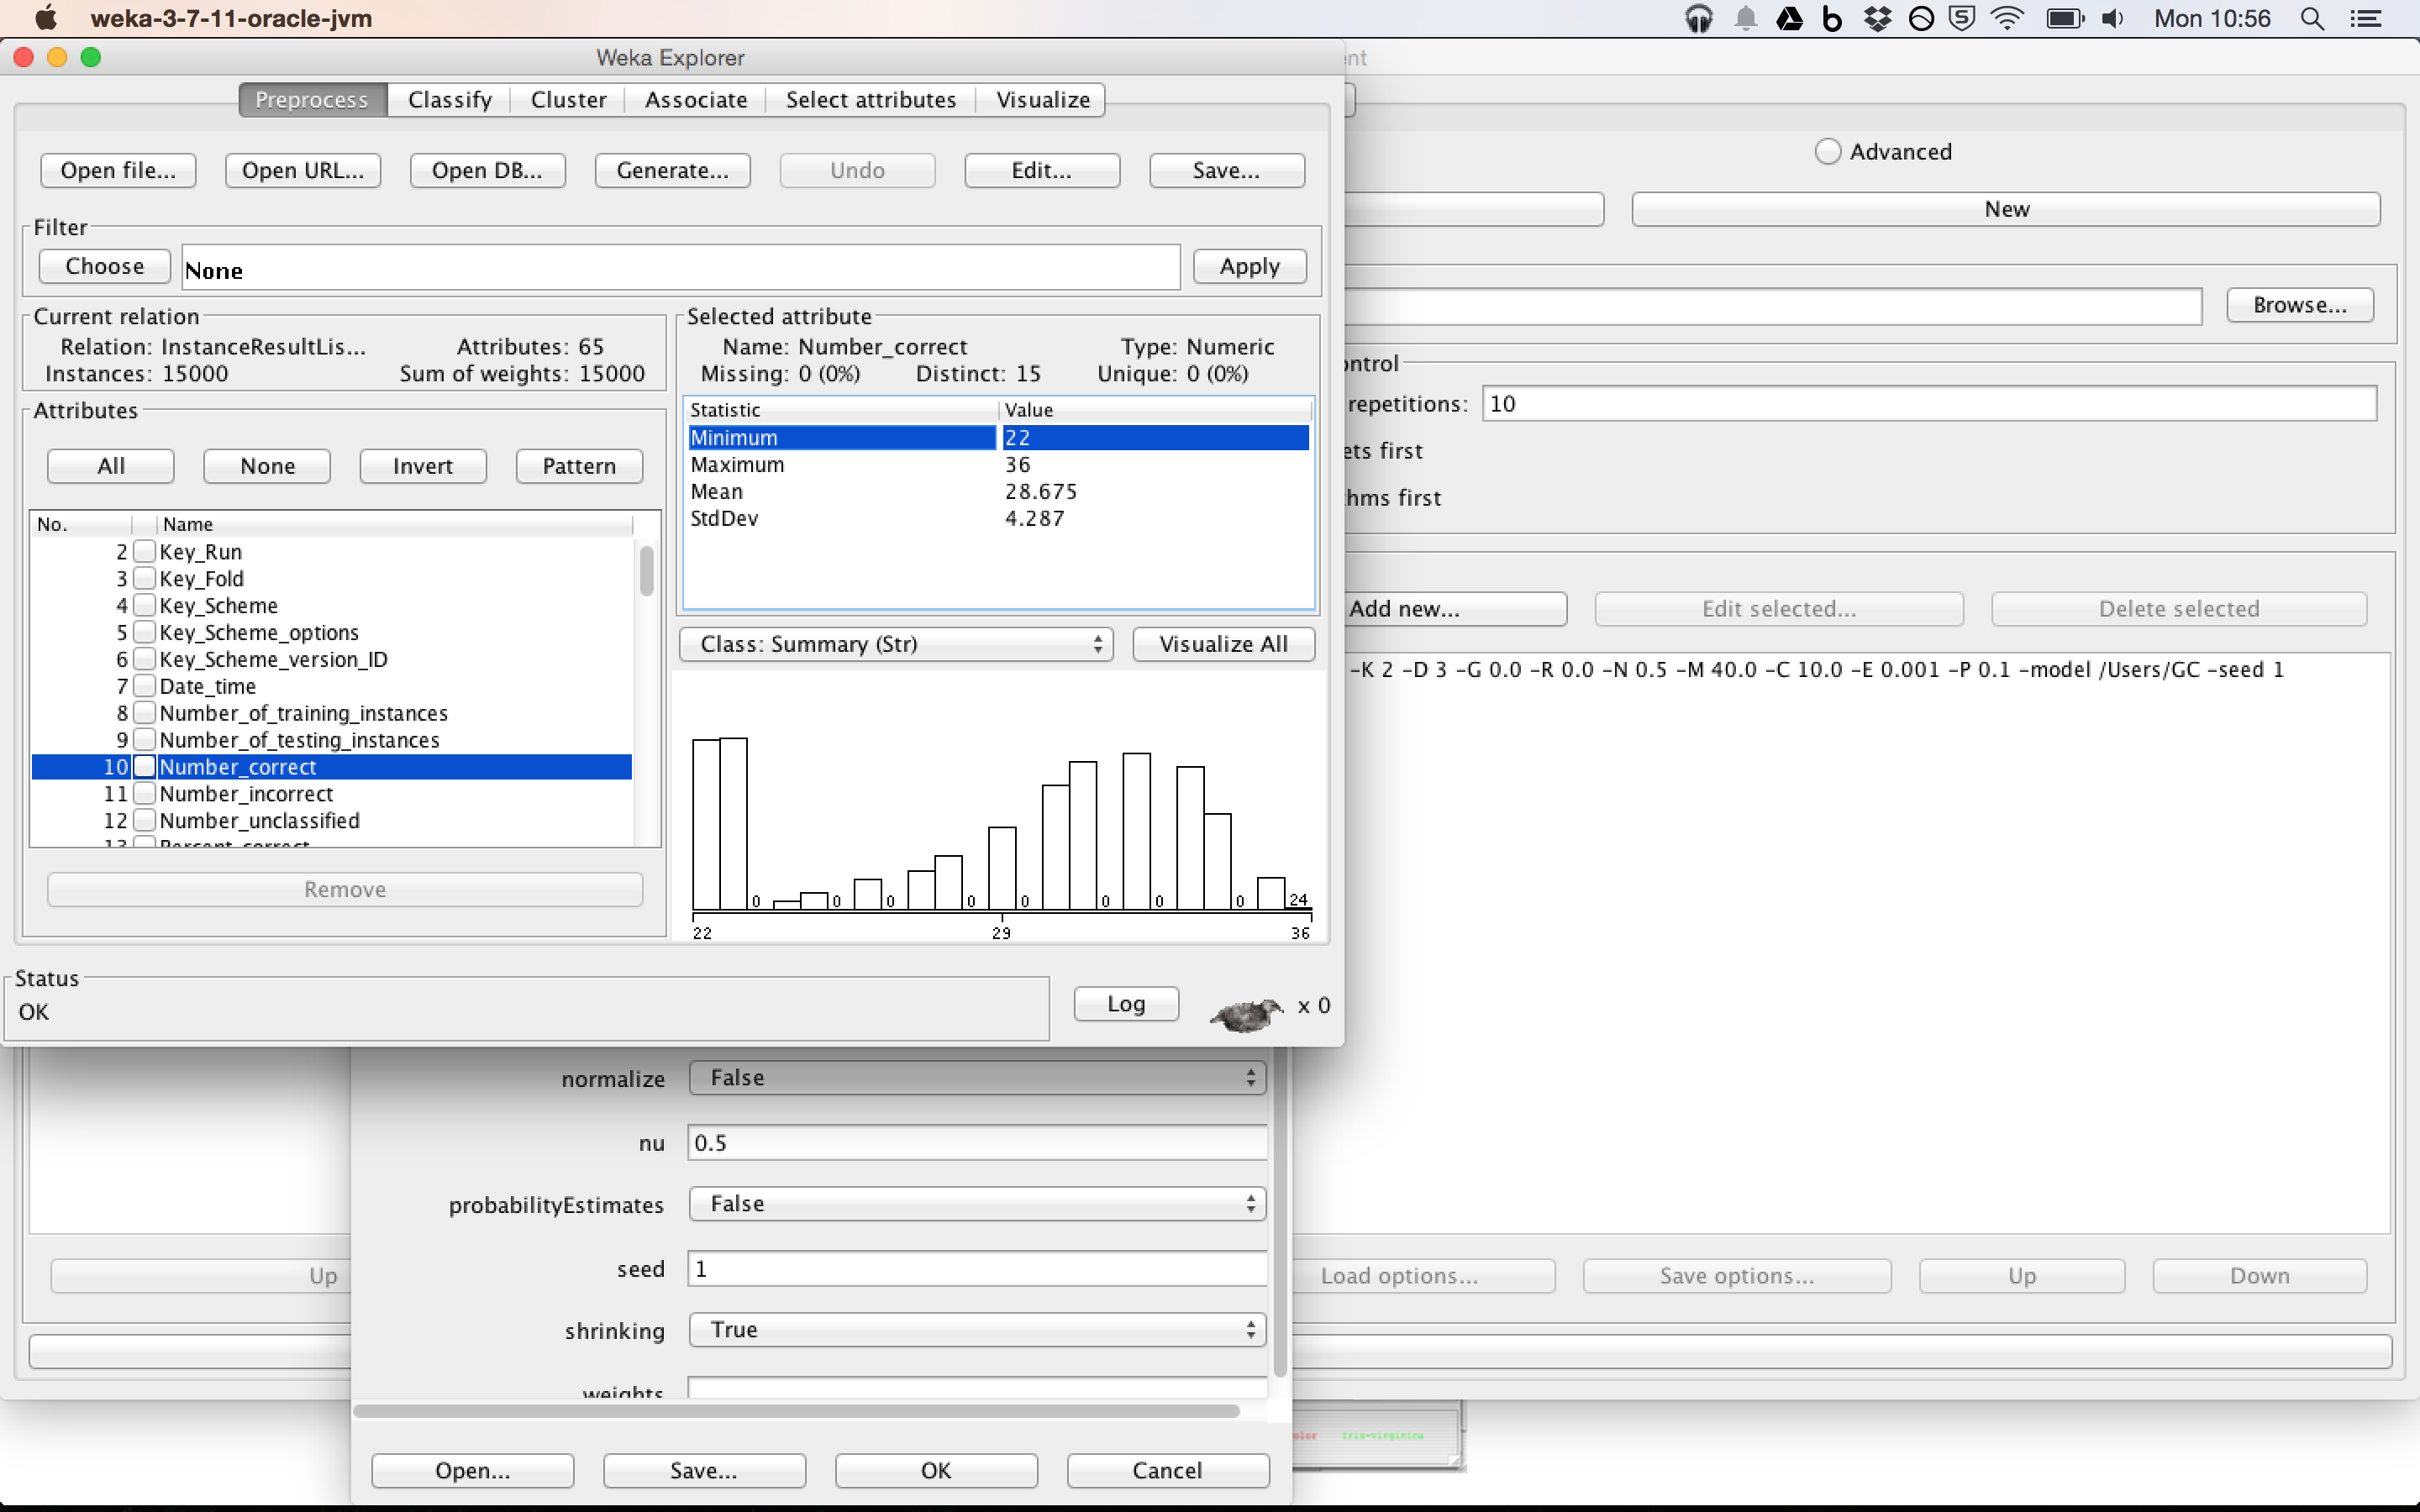 weka-3-7-11-oracle-jvm
Mon 10:56
Weka Explorer
Preprocess Classify Cluster Associate Select attributes Visualize
Open file... Open URL... Open DB... Generate... Undo Edit... Save...
Filter
Choose None Apply
Current relation
Relation: InstanceResultLis... Attributes: 65
Instances: 15000 Sum of weights: 15000
Selected attribute
Name: Number_correct Type: Numeric
Missing: 0 (0%) Distinct: 15 Unique: 0 (0%)
Statistic Value
Minimum 22
Maximum 36
Mean 28.675
StdDev 4.287
Attributes
All None Invert Pattern
No. Name
2 Key_Run
3 Key_Fold
4 Key_Scheme
5 Key_Scheme_options
6 Key_Scheme_version_ID
7 Date_time
8 Number_of_training_instances
9 Number_of_testing_instances
10 Number_correct
11 Number_incorrect
12 Number_unclassified
13 Percent_correct
Remove
Class: Summary (Str) Visualize All
0 0 0 0 0 0 0 0 24
22 29 36
Status
OK
Log x 0
nt
Advanced
New
Browse...
ontrol
repetitions: 10
ets first
hms first
Add new... Edit selected... Delete selected
-K 2 -D 3 -G 0.0 -R 0.0 -N 0.5 -M 40.0 -C 10.0 -E 0.001 -P 0.1 -model /Users/GC -seed 1
Up
Load options... Save options... Up Down
normalize False
nu 0.5
probabilityEstimates False
seed 1
shrinking True
weights
Open... Save... OK Cancel
olor Iris-virginica